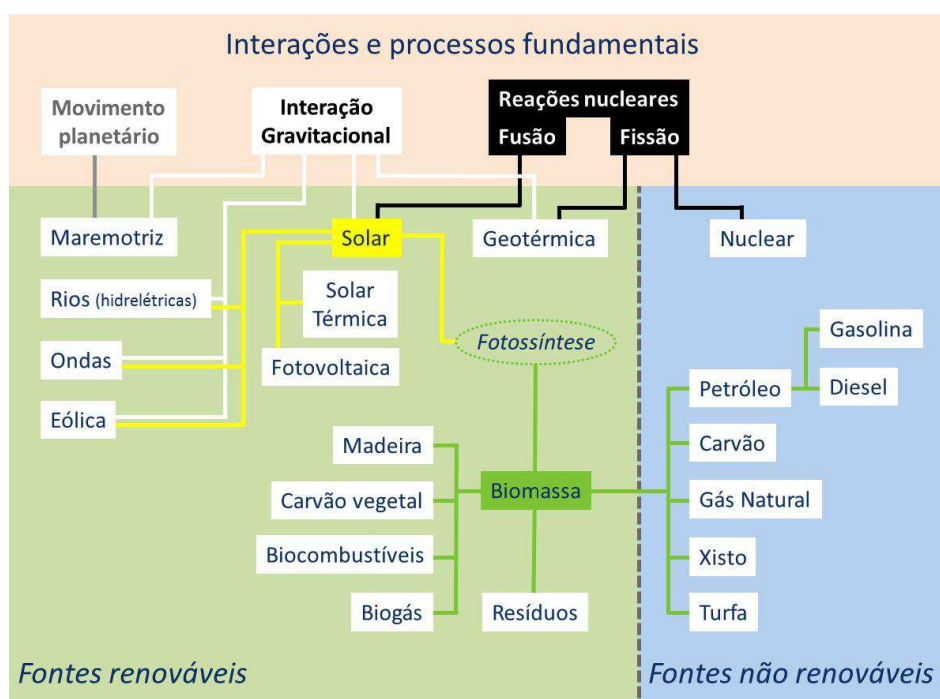 Interações e processos fundamentais
Movimento
planetário
Interação
Gravitacional
Reações nucleares
Fusão
Fissão
Maremotriz
Solar
Geotérmica
Nuclear
Rios (hidrelétricas)
Solar
Térmica
Ondas
Fotovoltaica
Fotossíntese
Gasolina
Eólica
Petróleo
Diesel
Madeira
Carvão
Carvão vegetal
Biomassa
Gás Natural
Biocombustíveis
Xisto
Biogás
Resíduos
Turfa
Fontes renováveis
Fontes não renováveis